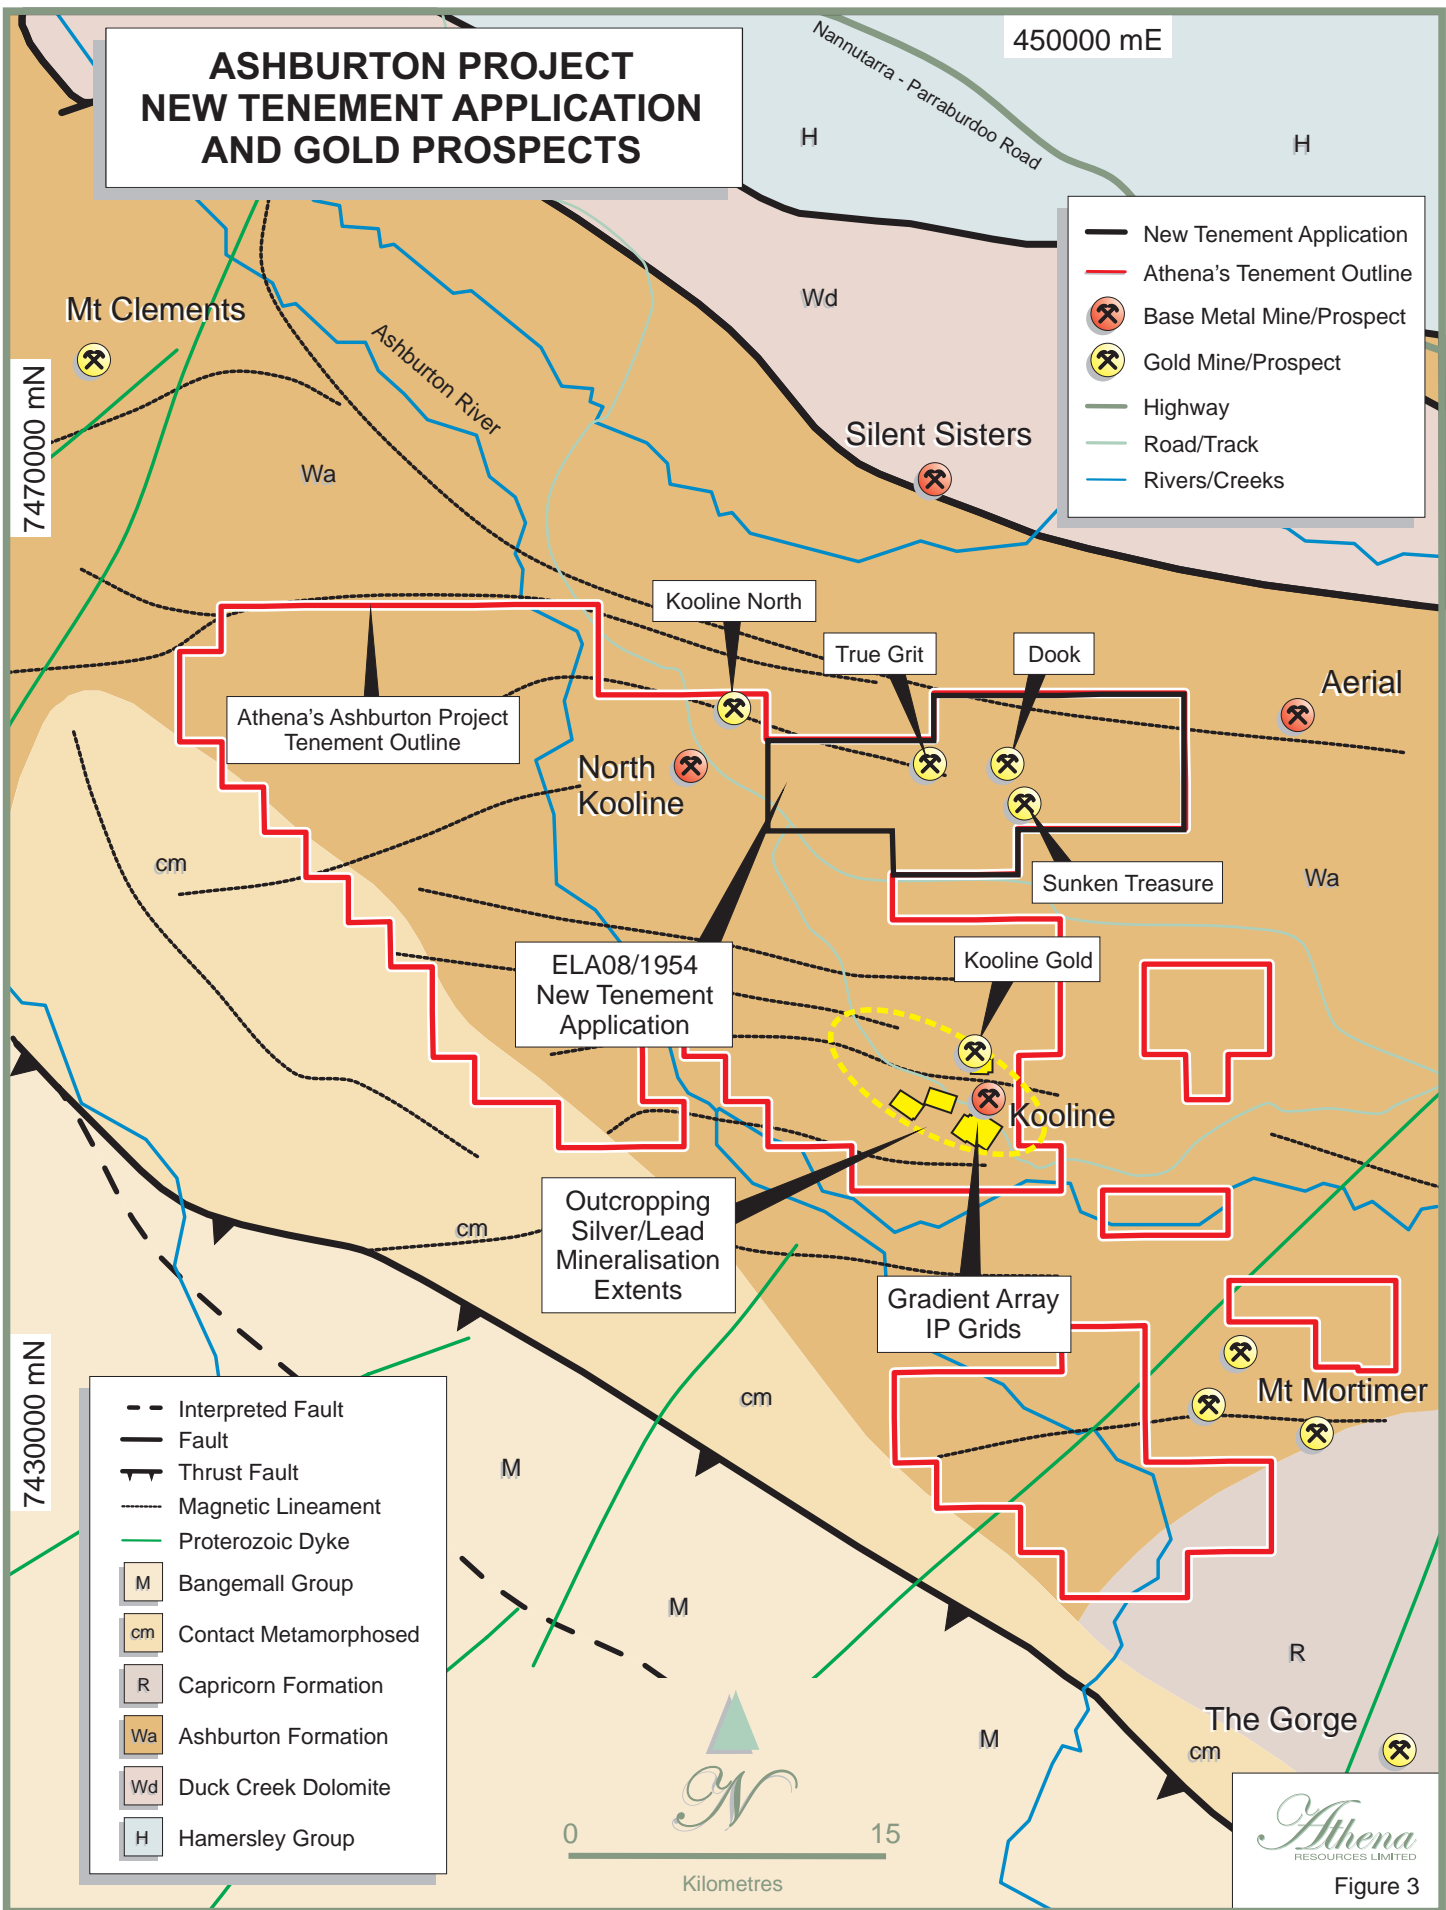 ASHBURTON PROJECT
NEW TENEMENT APPLICATION
AND GOLD PROSPECTS
450000 mE
Nannutarra - Parraburdoo Road
H
H
New Tenement Application
Athena's Tenement Outline
Base Metal Mine/Prospect
Gold Mine/Prospect
Highway
Road/Track
Rivers/Creeks
Mt Clements
Wd
Ashburton River
7470000 mN
Silent Sisters
Wa
Kooline North
True Grit
Dook
Aerial
Athena's Ashburton Project
Tenement Outline
North
Kooline
cm
Sunken Treasure
Wa
ELA08/1954
New Tenement
Application
Kooline Gold
Kooline
Outcropping
Silver/Lead
Mineralisation
Extents
cm
Gradient Array
IP Grids
7430000 mN
Mt Mortimer
cm
M
M
R
The Gorge
M
cm
Interpreted Fault
Fault
Thrust Fault
Magnetic Lineament
Proterozoic Dyke
M
Bangemall Group
cm
Contact Metamorphosed
R
Capricorn Formation
Wa
Ashburton Formation
Wd
Duck Creek Dolomite
H
Hamersley Group
N
0
15
Kilometres
Athena
RESOURCES LIMITED
Figure 3